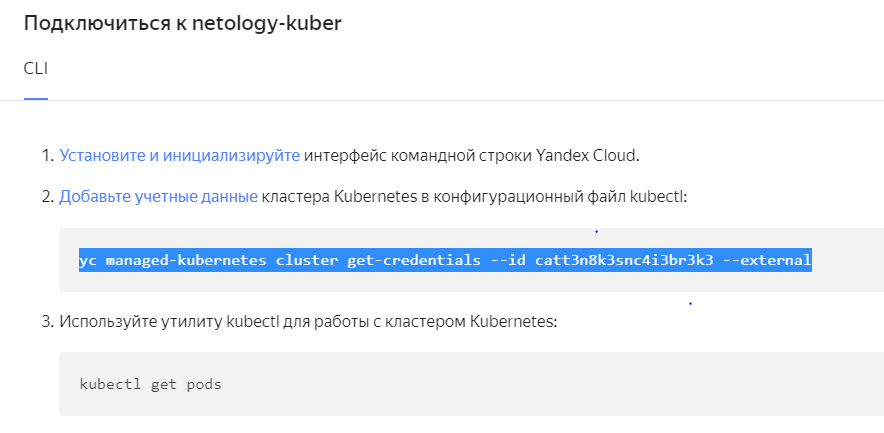 Подключиться к netology-kuber
CLI
1. Установите и инициализируйте интерфейс командной строки Yandex Cloud.
2. Добавьте учетные данные кластера Kubernetes в конфигурационный файл kubectl:
yc managed-kubernetes cluster get-credentials --id catt3n8k3snc4i3br3k3 --external
3. Используйте утилиту kubectl для работы с кластером Kubernetes:
kubectl get pods